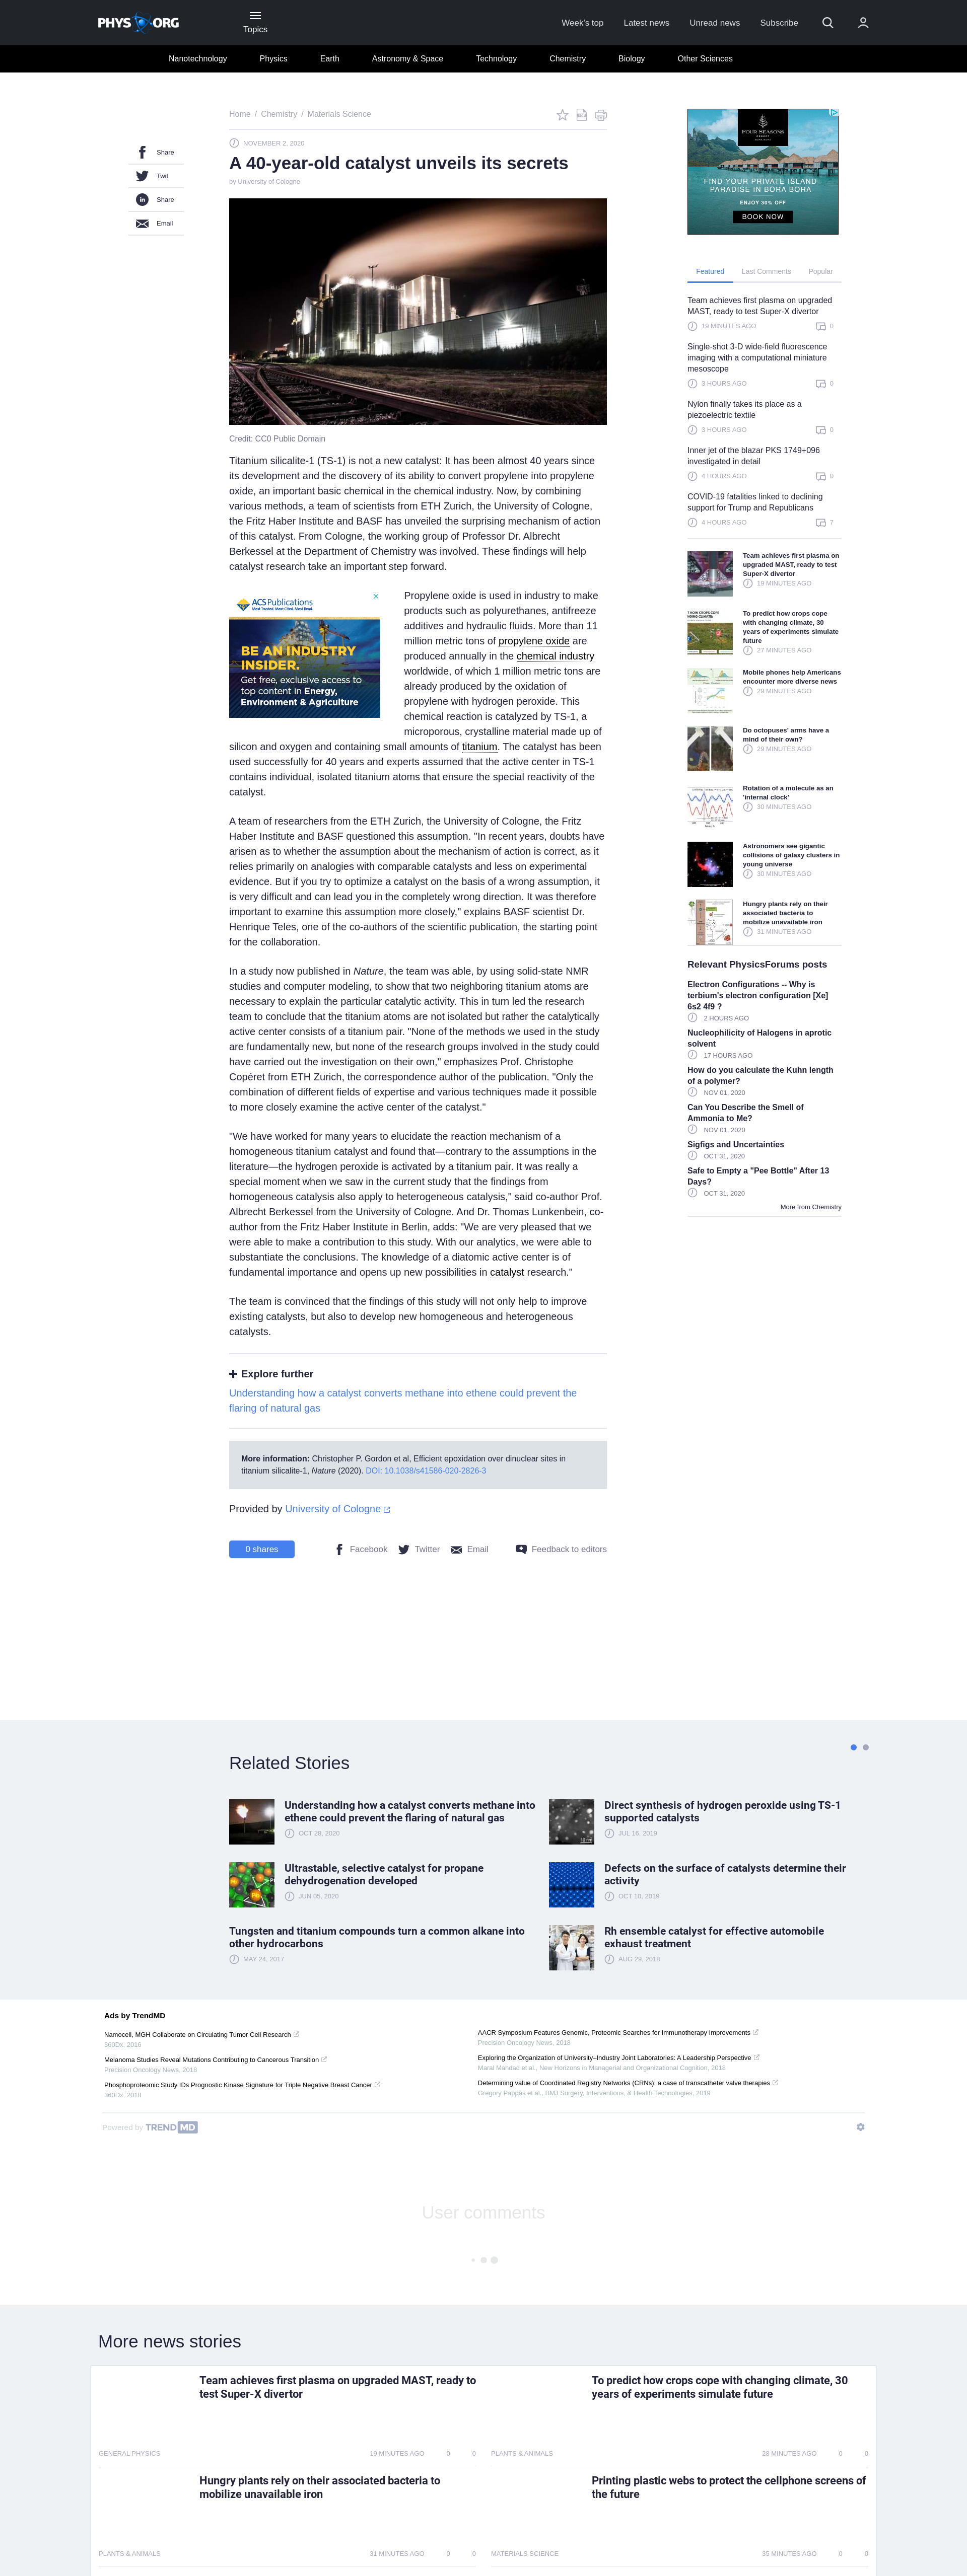 PHYS ORG
Topics
Week's top
Latest news
Unread news
Subscribe
Nanotechnology
Physics
Earth
Astronomy & Space
Technology
Chemistry
Biology
Other Sciences
Share
Twit
Share
Email
Home / Chemistry / Materials Science
NOVEMBER 2, 2020
A 40-year-old catalyst unveils its secrets
by University of Cologne
Credit: CC0 Public Domain
Titanium silicalite-1 (TS-1) is not a new catalyst: It has been almost 40 years since
its development and the discovery of its ability to convert propylene into propylene
oxide, an important basic chemical in the chemical industry. Now, by combining
various methods, a team of scientists from ETH Zurich, the University of Cologne,
the Fritz Haber Institute and BASF has unveiled the surprising mechanism of action
of this catalyst. From Cologne, the working group of Professor Dr. Albrecht
Berkessel at the Department of Chemistry was involved. These findings will help
catalyst research take an important step forward.
ACS Publications
Most Trusted. Most Cited. Most Read.
BE AN INDUSTRY
INSIDER.
Get free, exclusive access to
top content in Energy,
Environment & Agriculture
Propylene oxide is used in industry to make
products such as polyurethanes, antifreeze
additives and hydraulic fluids. More than 11
million metric tons of propylene oxide are
produced annually in the chemical industry
worldwide, of which 1 million metric tons are
already produced by the oxidation of
propylene with hydrogen peroxide. This
chemical reaction is catalyzed by TS-1, a
microporous, crystalline material made up of
silicon and oxygen and containing small amounts of titanium. The catalyst has been
used successfully for 40 years and experts assumed that the active center in TS-1
contains individual, isolated titanium atoms that ensure the special reactivity of the
catalyst.
A team of researchers from the ETH Zurich, the University of Cologne, the Fritz
Haber Institute and BASF questioned this assumption. "In recent years, doubts have
arisen as to whether the assumption about the mechanism of action is correct, as it
relies primarily on analogies with comparable catalysts and less on experimental
evidence. But if you try to optimize a catalyst on the basis of a wrong assumption, it
is very difficult and can lead you in the completely wrong direction. It was therefore
important to examine this assumption more closely," explains BASF scientist Dr.
Henrique Teles, one of the co-authors of the scientific publication, the starting point
for the collaboration.
In a study now published in Nature, the team was able, by using solid-state NMR
studies and computer modeling, to show that two neighboring titanium atoms are
necessary to explain the particular catalytic activity. This in turn led the research
team to conclude that the titanium atoms are not isolated but rather the catalytically
active center consists of a titanium pair. "None of the methods we used in the study
are fundamentally new, but none of the research groups involved in the study could
have carried out the investigation on their own," emphasizes Prof. Christophe
Copéret from ETH Zurich, the correspondence author of the publication. "Only the
combination of different fields of expertise and various techniques made it possible
to more closely examine the active center of the catalyst."
"We have worked for many years to elucidate the reaction mechanism of a
homogeneous titanium catalyst and found that—contrary to the assumptions in the
literature—the hydrogen peroxide is activated by a titanium pair. It was really a
special moment when we saw in the current study that the findings from
homogeneous catalysis also apply to heterogeneous catalysis," said co-author Prof.
Albrecht Berkessel from the University of Cologne. And Dr. Thomas Lunkenbein, co-
author from the Fritz Haber Institute in Berlin, adds: "We are very pleased that we
were able to make a contribution to this study. With our analytics, we were able to
substantiate the conclusions. The knowledge of a diatomic active center is of
fundamental importance and opens up new possibilities in catalyst research."
The team is convinced that the findings of this study will not only help to improve
existing catalysts, but also to develop new homogeneous and heterogeneous
catalysts.
Explore further
Understanding how a catalyst converts methane into ethene could prevent the
flaring of natural gas
More information: Christopher P. Gordon et al, Efficient epoxidation over dinuclear sites in
titanium silicalite-1, Nature (2020). DOI: 10.1038/s41586-020-2826-3
Provided by University of Cologne
0 shares
Facebook
Twitter
Email
Feedback to editors
FOUR SEASONS
FIND YOUR PRIVATE ISLAND
PARADISE IN BORA BORA
ENJOY 30% OFF
BOOK NOW
Featured
Last Comments
Popular
Team achieves first plasma on upgraded
MAST, ready to test Super-X divertor
19 MINUTES AGO 0
Single-shot 3-D wide-field fluorescence
imaging with a computational miniature
mesoscope
3 HOURS AGO 0
Nylon finally takes its place as a
piezoelectric textile
3 HOURS AGO 0
Inner jet of the blazar PKS 1749+096
investigated in detail
4 HOURS AGO 0
COVID-19 fatalities linked to declining
support for Trump and Republicans
4 HOURS AGO 7
Team achieves first plasma on
upgraded MAST, ready to test
Super-X divertor
19 MINUTES AGO
To predict how crops cope
with changing climate, 30
years of experiments simulate
future
27 MINUTES AGO
Mobile phones help Americans
encounter more diverse news
29 MINUTES AGO
Do octopuses' arms have a
mind of their own?
29 MINUTES AGO
Rotation of a molecule as an
'internal clock'
30 MINUTES AGO
Astronomers see gigantic
collisions of galaxy clusters in
young universe
30 MINUTES AGO
Hungry plants rely on their
associated bacteria to
mobilize unavailable iron
31 MINUTES AGO
Relevant PhysicsForums posts
Electron Configurations -- Why is
terbium's electron configuration [Xe]
6s2 4f9 ?
2 HOURS AGO
Nucleophilicity of Halogens in aprotic
solvent
17 HOURS AGO
How do you calculate the Kuhn length
of a polymer?
NOV 01, 2020
Can You Describe the Smell of
Ammonia to Me?
NOV 01, 2020
Sigfigs and Uncertainties
OCT 31, 2020
Safe to Empty a "Pee Bottle" After 13
Days?
OCT 31, 2020
More from Chemistry
Related Stories
Understanding how a catalyst converts methane into
ethene could prevent the flaring of natural gas
OCT 28, 2020
Direct synthesis of hydrogen peroxide using TS-1
supported catalysts
JUL 16, 2019
Ultrastable, selective catalyst for propane
dehydrogenation developed
JUN 05, 2020
Defects on the surface of catalysts determine their
activity
OCT 10, 2019
Tungsten and titanium compounds turn a common alkane into
other hydrocarbons
MAY 24, 2017
Rh ensemble catalyst for effective automobile
exhaust treatment
AUG 29, 2018
Ads by TrendMD
Namocell, MGH Collaborate on Circulating Tumor Cell Research
360Dx, 2018
Melanoma Studies Reveal Mutations Contributing to Cancerous Transition
Precision Oncology News, 2018
Phosphoproteomic Study IDs Prognostic Kinase Signature for Triple Negative Breast Cancer
360Dx, 2018
AACR Symposium Features Genomic, Proteomic Searches for Immunotherapy Improvements
Precision Oncology News, 2018
Exploring the Organization of University–Industry Joint Laboratories: A Leadership Perspective
Maral Mahdad et al., New Horizons in Managerial and Organizational Cognition, 2018
Determining value of Coordinated Registry Networks (CRNs): a case of transcatheter valve therapies
Gregory Pappas et al., BMJ Surgery, Interventions, & Health Technologies, 2019
Powered by TREND MD
User comments
More news stories
Team achieves first plasma on upgraded MAST, ready to
test Super-X divertor
GENERAL PHYSICS 19 MINUTES AGO 0 0
To predict how crops cope with changing climate, 30
years of experiments simulate future
PLANTS & ANIMALS 28 MINUTES AGO 0 0
Hungry plants rely on their associated bacteria to
mobilize unavailable iron
PLANTS & ANIMALS 31 MINUTES AGO 0 0
Printing plastic webs to protect the cellphone screens of
the future
MATERIALS SCIENCE 35 MINUTES AGO 0 0